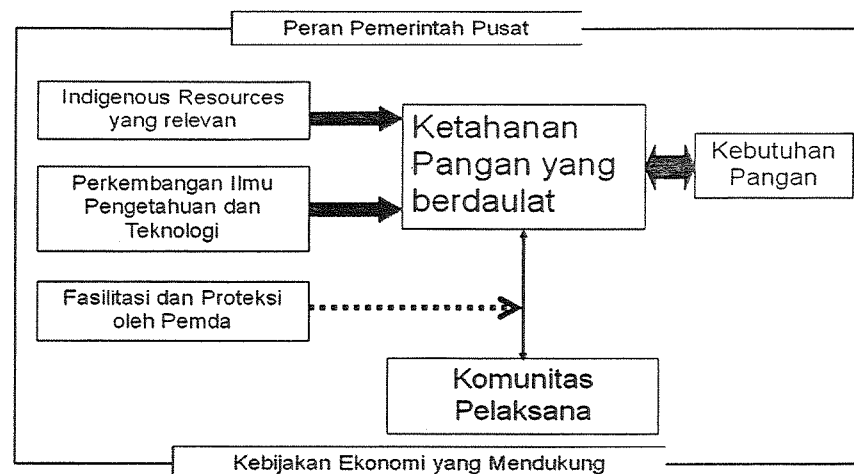 Peran Pemerintah Pusat
Indigenous Resources
yang relevan
Ketahanan
Pangan yang
berdaulat
Kebutuhan
Pangan
Perkembangan Ilmu
Pengetahuan dan
Teknologi
Fasilitasi dan Proteksi
oleh Pemda
Komunitas
Pelaksana
Kebijakan Ekonomi yang Mendukung